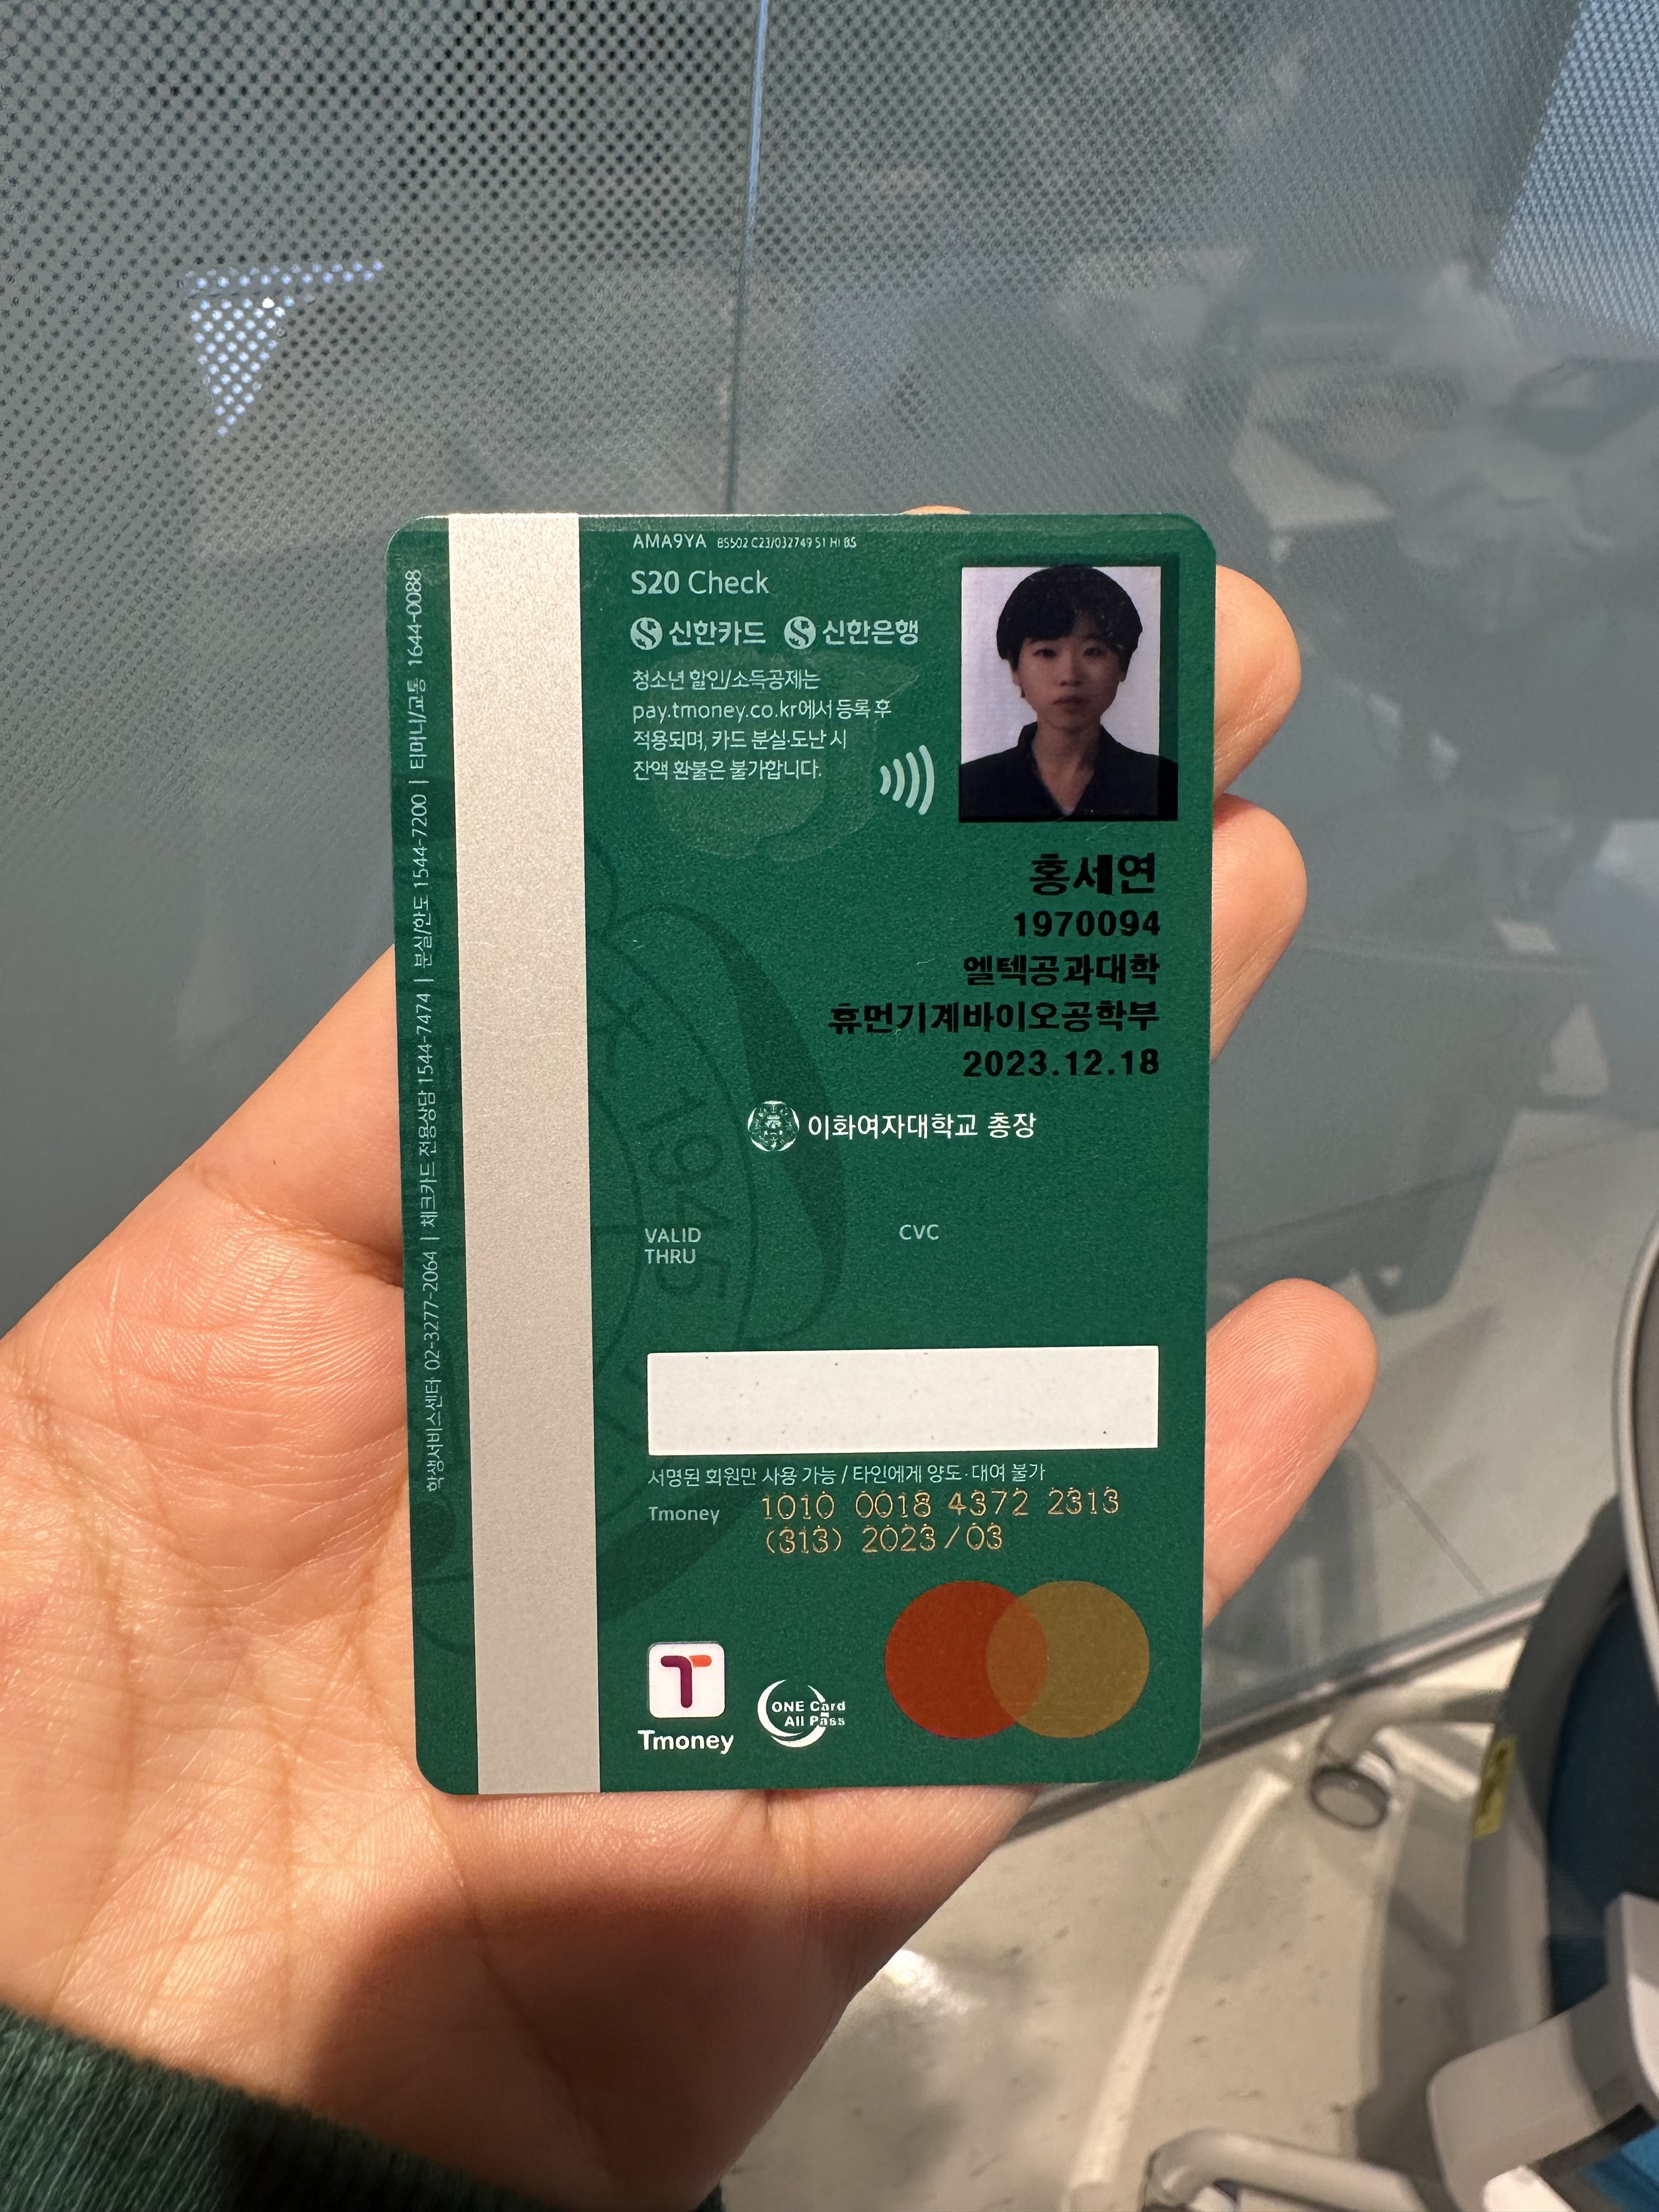 AMA9YA BS502 C23/032749 51 HI BS
S20 Check
신한카드 신한은행
청소년 할인/소득공제는
pay.tmoney.co.kr에서 등록 후
적용되며, 카드 분실·도난 시
잔액 환불은 불가합니다.
홍세연
1970094
엘텍공과대학
휴먼기계바이오공학부
2023.12.18
이화여자대학교 총장
VALID
THRU
CVC
서명된 회원만 사용 가능 / 타인에게 양도·대여 불가
Tmoney 1010 0018 4372 2313
(313) 2023/03
Tmoney
ONE Card
All Pass
학생서비스센터 02-3277-2064 | 체크카드 전용상담 1544-7474 | 분실/한도 1544-7200 | 티머니/교통 1644-0088
1945